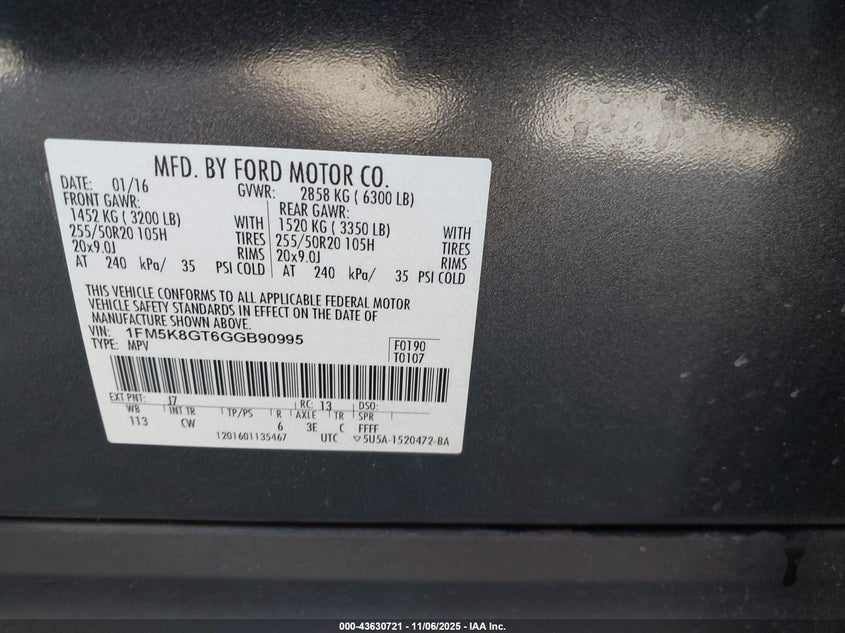 MFD. BY FORD MOTOR CO.
DATE: 01/16 GVWR: 2858 KG ( 6300 LB)
FRONT GAWR: REAR GAWR:
1452 KG ( 3200 LB) WITH 1520 KG ( 3350 LB) WITH
255/50R20 105H TIRES 255/50R20 105H TIRES
20x9.0J RIMS 20x9.0J RIMS
AT 240 kPa/ 35 PSI COLD AT 240 kPa/ 35 PSI COLD
THIS VEHICLE CONFORMS TO ALL APPLICABLE FEDERAL MOTOR
VEHICLE SAFETY STANDARDS IN EFFECT ON THE DATE OF
MANUFACTURE SHOWN ABOVE.
VIN: 1FM5K8GT6GGB90995
TYPE: MPV
F0190
T0107
EXT PNT: J7 RC: 13 DSO:
WB INT TR TP/PS R AXLE TR SPR
113 CW 6 3E C FFFF
1201601135467 UTC ▽5U5A-1520472-BA
000-43630721 - 11/06/2025 - IAA Inc.